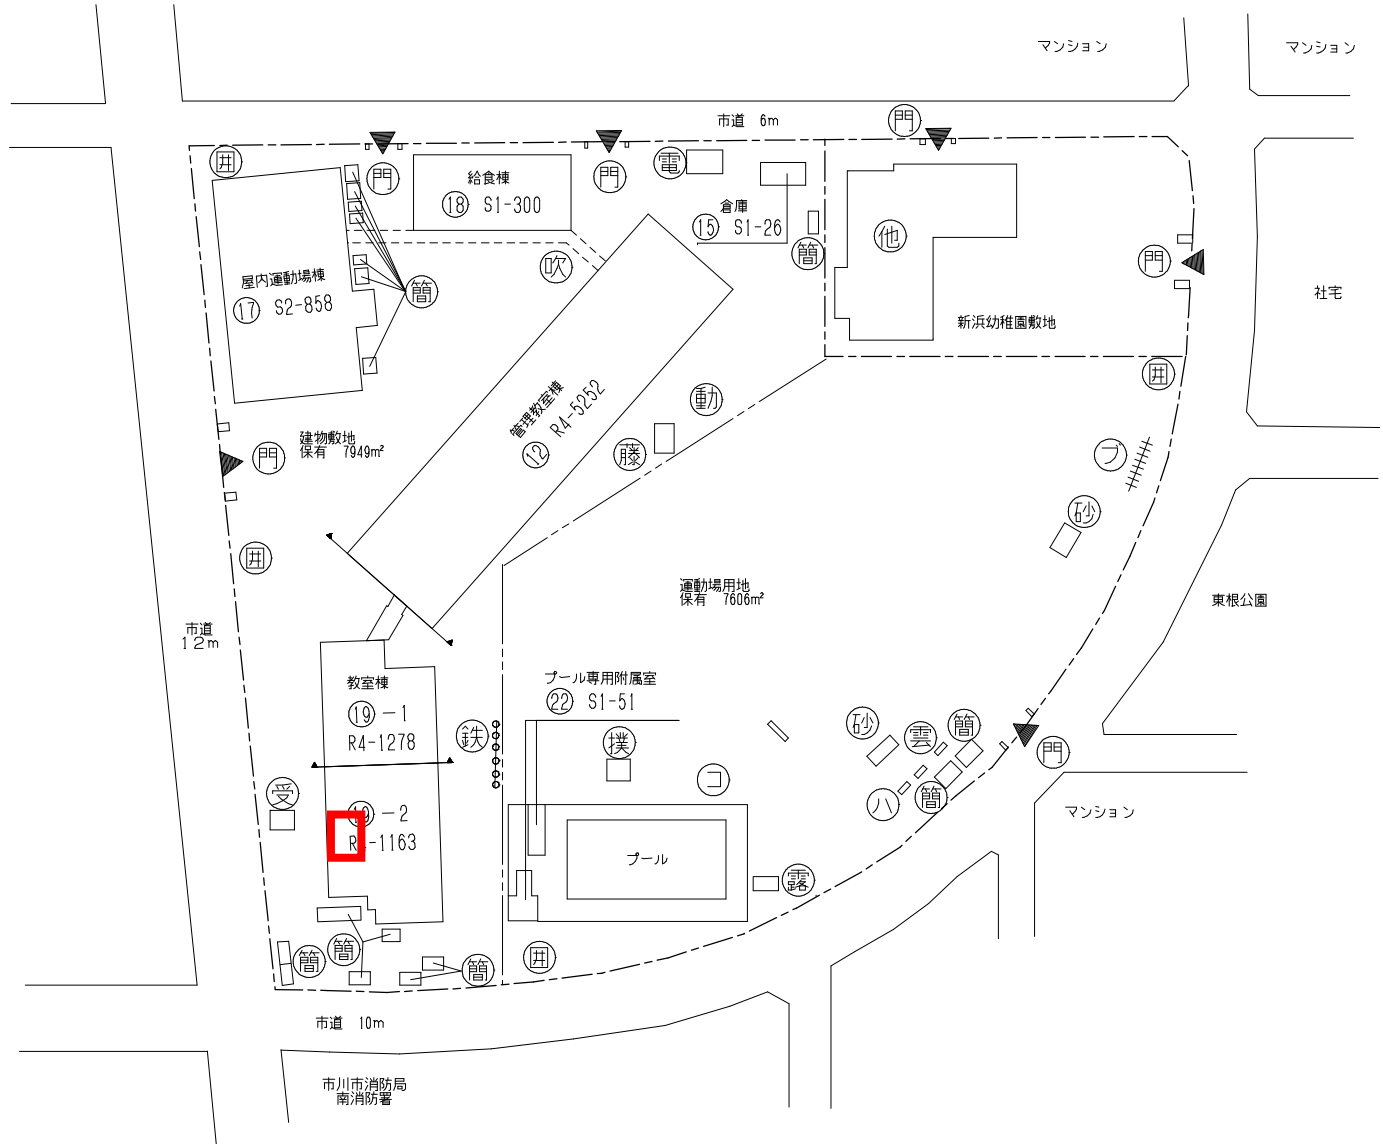 マンション
マンション
市道 6m
門
囲
門
給食棟
⑱ S1-300
門
電
倉庫
⑮ S1-26
簡
他
門
社宅
吹
屋内運動場棟
⑰ S2-858
簡
新浜幼稚園敷地
囲
管理教室棟
⑫ R4-5252
動
藤
建物敷地
保有 7949㎡
門
ブ
砂
囲
運動場用地
保有 7606㎡
東根公園
市道
12m
教室棟
⑲-1
R4-1278
鉄
プール専用附属室
㉒ S1-51
撲
コ
砂
雲
簡
門
ハ
簡
マンション
受
⑲-2
R4-1163
プール
露
簡
簡
簡
囲
市道 10m
市川市消防局
南消防署